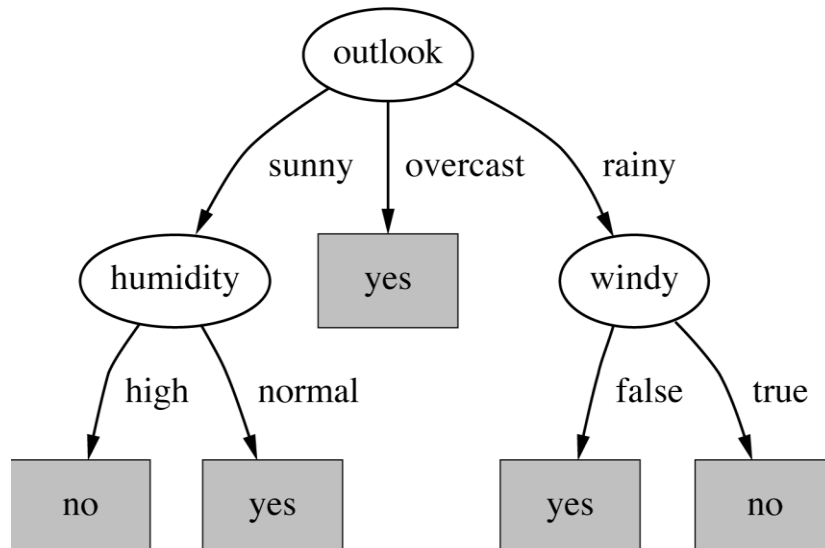 outlook
sunny overcast rainy
humidity yes windy
high normal false true
no yes yes no